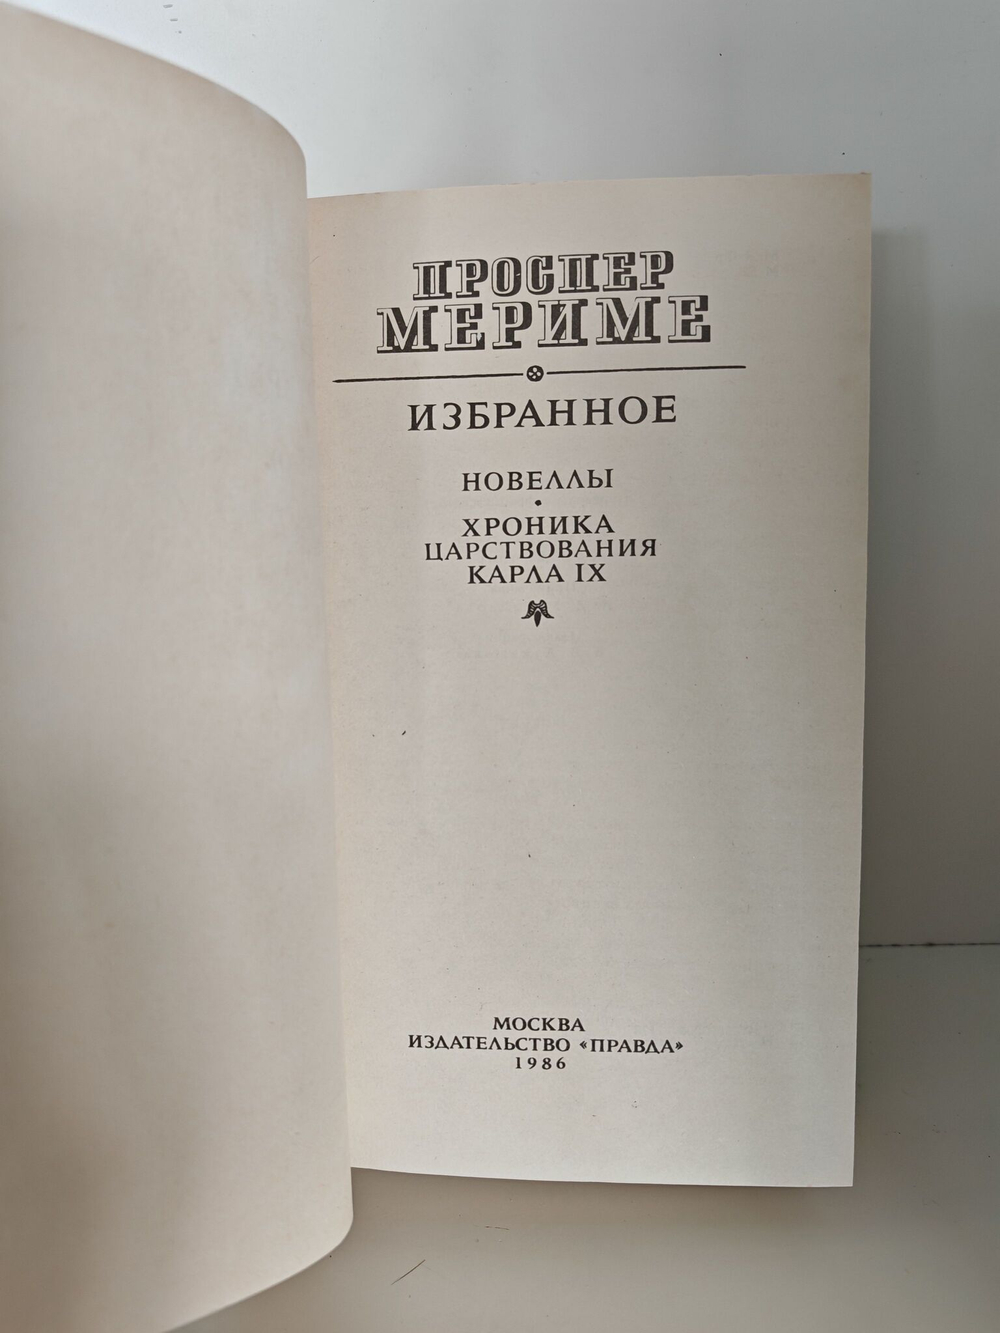 ПРОСПЕР
МЕРИМЕ
ИЗБРАННОЕ
НОВЕЛЛЫ
•
ХРОНИКА
ЦАРСТВОВАНИЯ
КАРЛА IX
МОСКВА
ИЗДАТЕЛЬСТВО «ПРАВДА»
1986